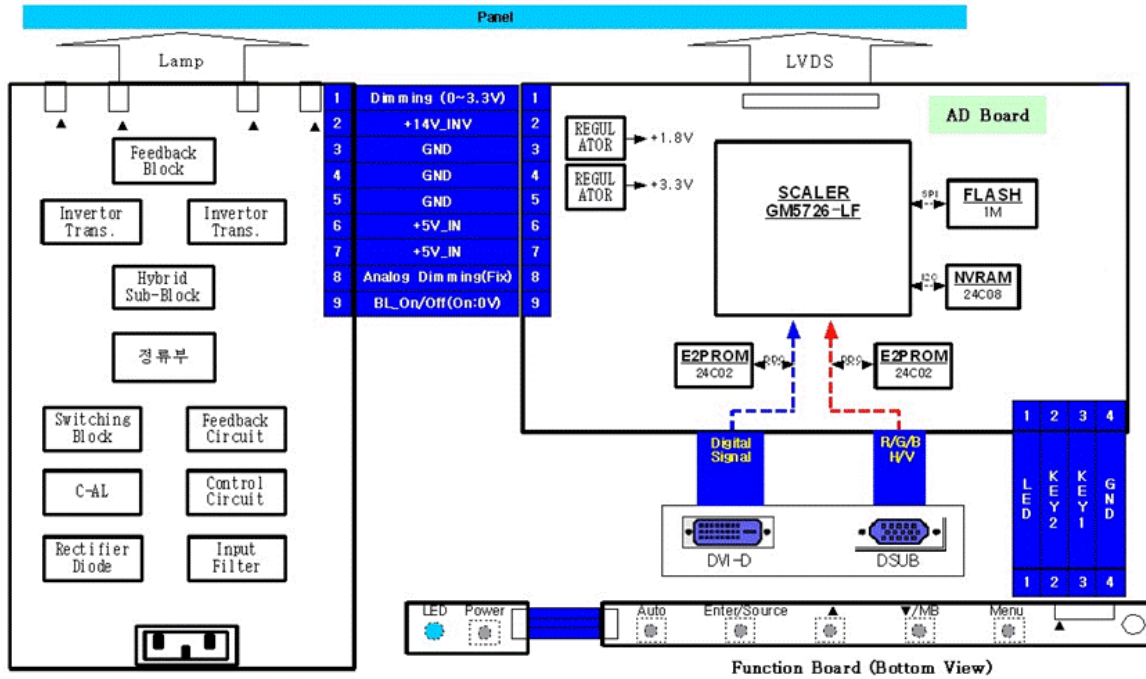 Panel
Lamp
LVDS
1 Dimming (0~3.3V) 1
2 +14V_INV 2
3 GND 3
4 GND 4
5 GND 5
6 +5V_IN 6
7 +5V_IN 7
8 Analog Dimming(Fix) 8
9 BL_On/Off(On:0V) 9
Feedback
Block
Invertor
Trans.
Invertor
Trans.
Hybrid
Sub-Block
정류부
Switching
Block
Feedback
Circuit
C-AL
Control
Circuit
Rectifier
Diode
Input
Filter
AD Board
REGUL
ATOR
+1.8V
REGUL
ATOR
+3.3V
SCALER
GM5726-LF
SPI
FLASH
1M
I2C
NVRAM
24C08
E2PROM
24C02
E2PROM
24C02
Digital
Signal
R/G/B
H/V
DVI-D
DSUB
1 2 3 4
LED
KEY2
KEY1
GND
1 2 3 4
LED
Power
Auto
Enter/Source
▲
▼/MB
Menu
Function Board (Bottom View)